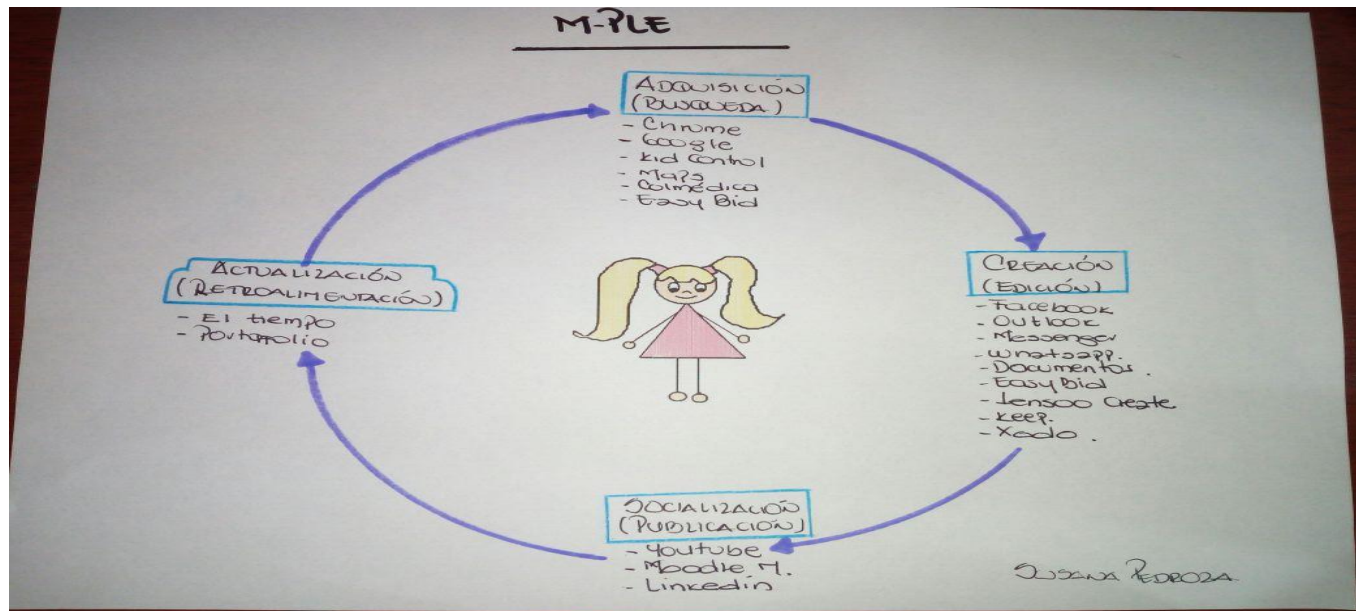 M-PLE
ADQUISICIÓN
(BUSQUEDA)
- Chrome
- Google
- Kid Control
- Maps
- Colmédica
- Easy Bid
CREACIÓN
(EDICIÓN)
- Facebook
- Outlook
- Messenger
- Whatsapp.
- Documentos.
- Easy Bid
- Lensoo Create
- Keep.
- Xodo.
SOCIALIZACIÓN
(PUBLICACIÓN)
- Youtube
- Moodle M.
- Linkedin
ACTUALIZACIÓN
(RETROALIMENTACIÓN)
- El tiempo
- Portafolio
SUSANA PEDROZA